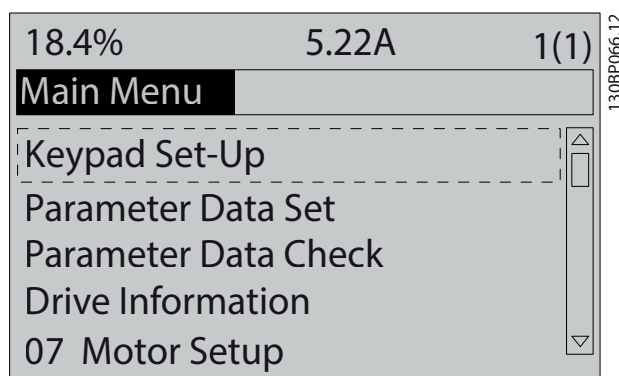 18.4% 5.22A 1(1)
Main Menu
Keypad Set-Up
Parameter Data Set
Parameter Data Check
Drive Information
07 Motor Setup
130BP066.12